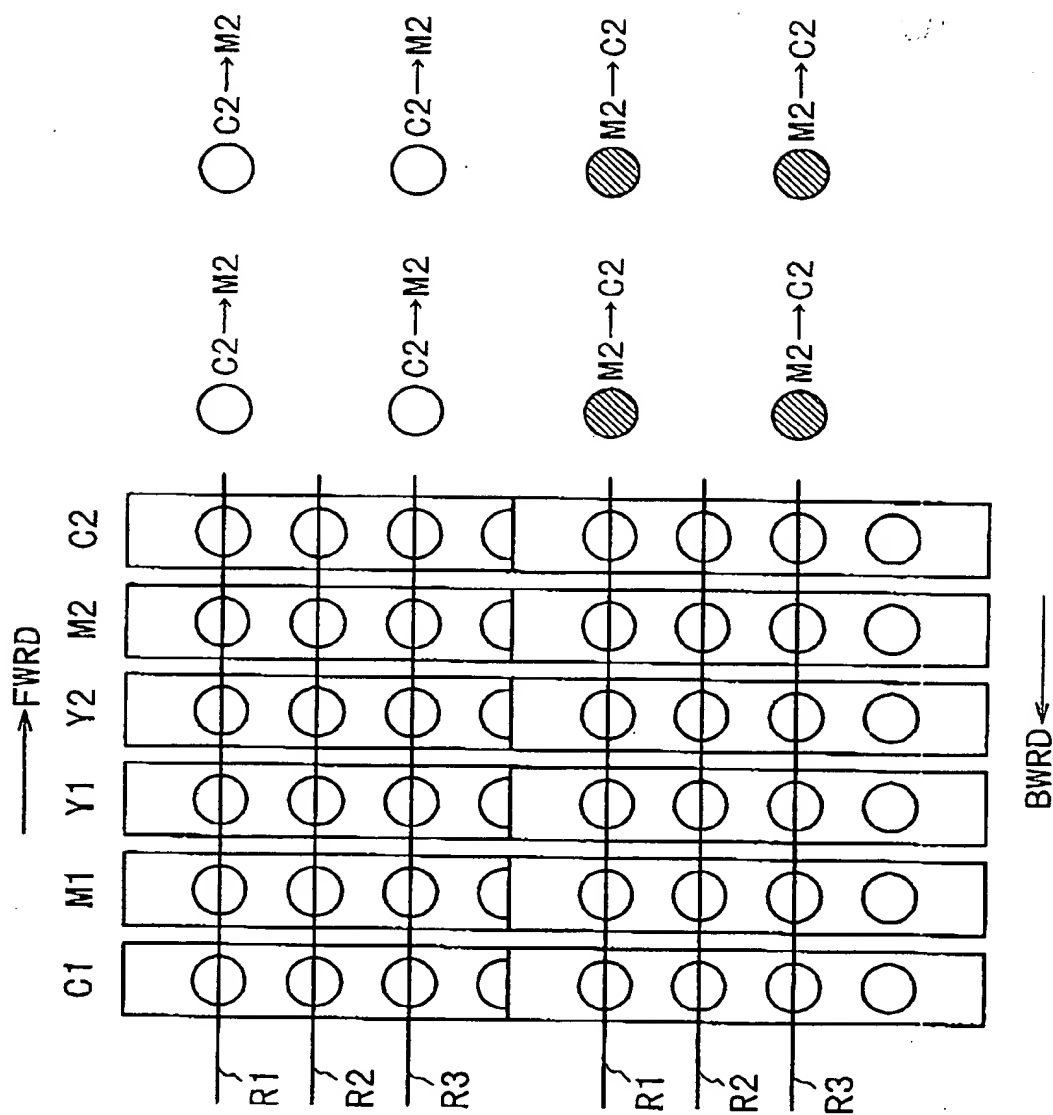 FWRD
C1 M1 Y1 Y2 M2 C2
R1 C2→M2 C2→M2
R2
R3 C2→M2 C2→M2
R1 M2→C2 M2→C2
R2
R3 M2→C2 M2→C2
BWRD